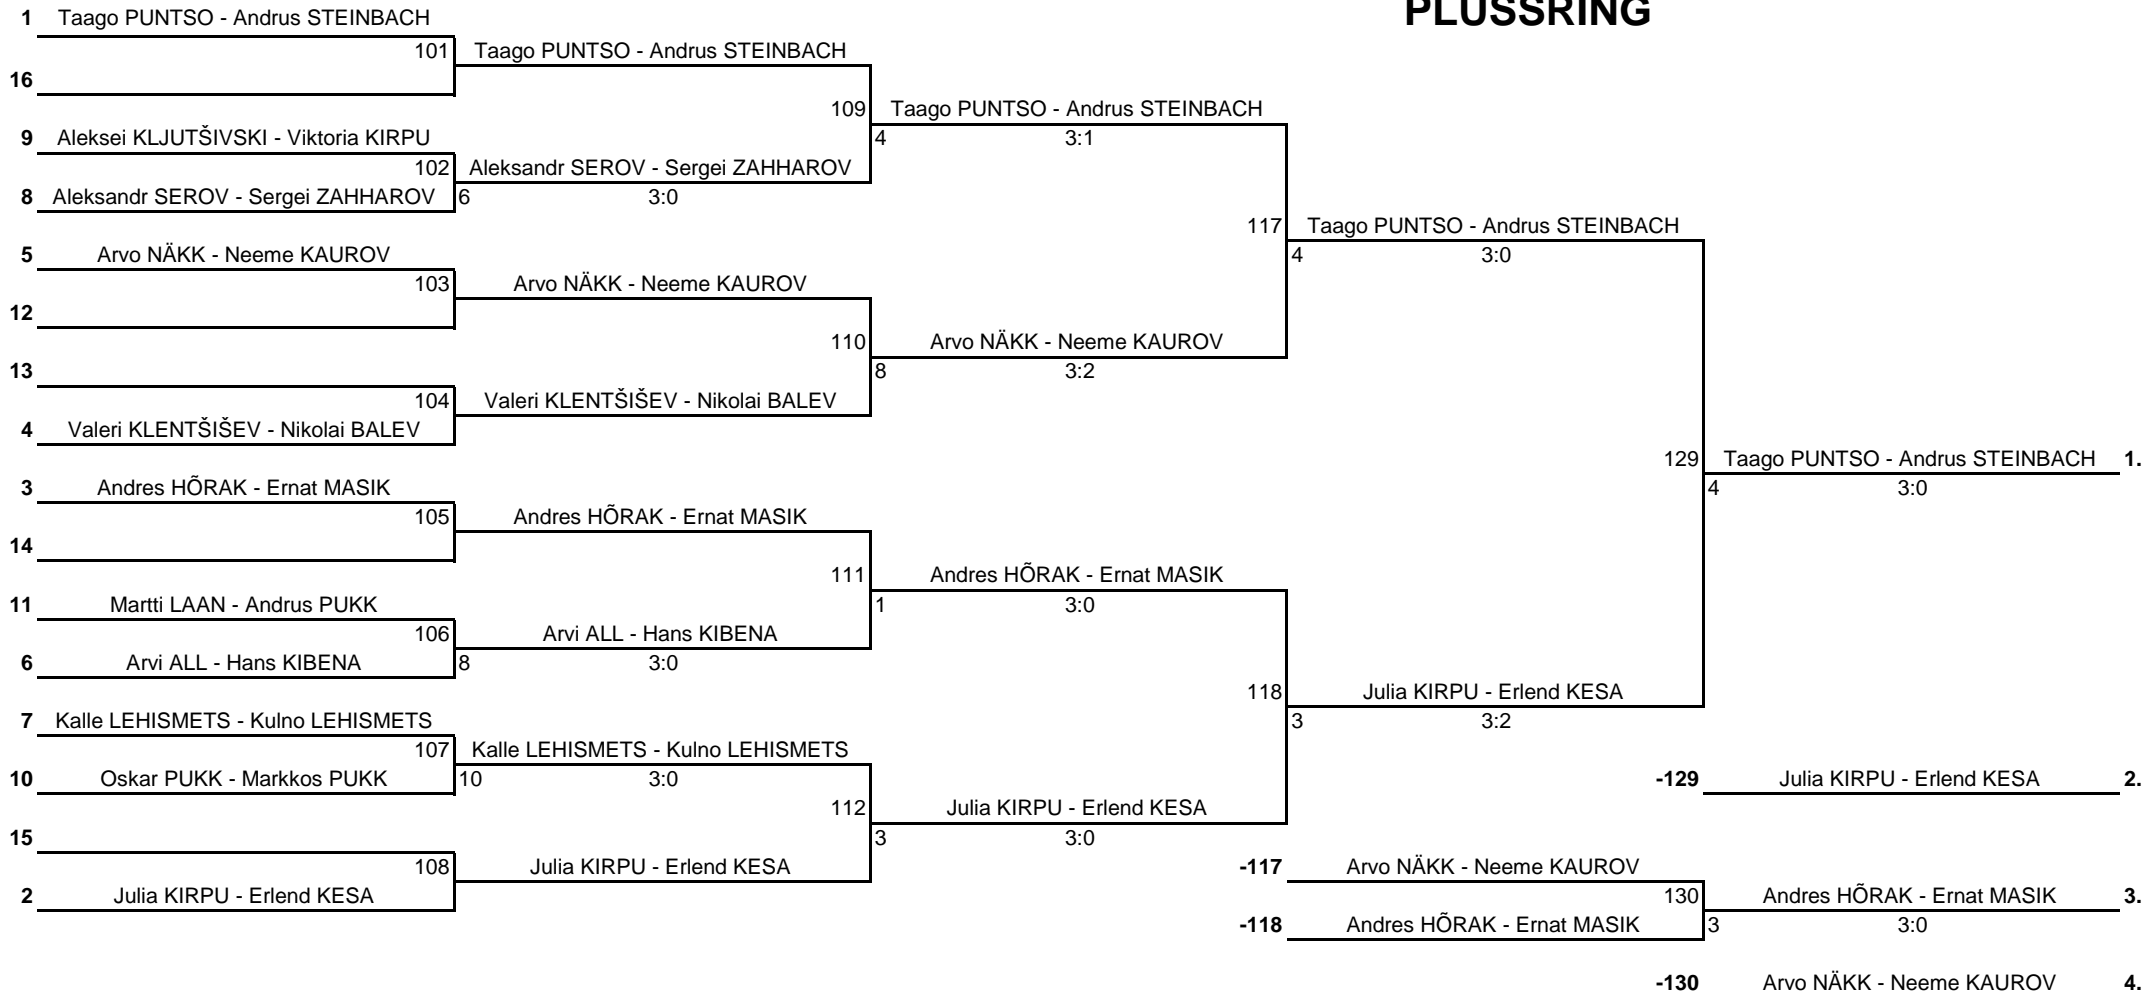 PLUSSRING
1 Taago PUNTSO - Andrus STEINBACH
101 Taago PUNTSO - Andrus STEINBACH
16
109 Taago PUNTSO - Andrus STEINBACH
9 Aleksei KLJUTŠIVSKI - Viktoria KIRPU
4 3:1
102 Aleksandr SEROV - Sergei ZAHHAROV
8 Aleksandr SEROV - Sergei ZAHHAROV 6 3:0
117 Taago PUNTSO - Andrus STEINBACH
5 Arvo NÄKK - Neeme KAUROV
4 3:0
103 Arvo NÄKK - Neeme KAUROV
12
110 Arvo NÄKK - Neeme KAUROV
13
8 3:2
104 Valeri KLENTŠIŠEV - Nikolai BALEV
4 Valeri KLENTŠIŠEV - Nikolai BALEV
129 Taago PUNTSO - Andrus STEINBACH 1.
3 Andres HÕRAK - Ernat MASIK
4 3:0
105 Andres HÕRAK - Ernat MASIK
14
111 Andres HÕRAK - Ernat MASIK
11 Martti LAAN - Andrus PUKK
1 3:0
106 Arvi ALL - Hans KIBENA
6 Arvi ALL - Hans KIBENA 8 3:0
118 Julia KIRPU - Erlend KESA
7 Kalle LEHISMETS - Kulno LEHISMETS
3 3:2
107 Kalle LEHISMETS - Kulno LEHISMETS
10 Oskar PUKK - Markkos PUKK 10 3:0
-129 Julia KIRPU - Erlend KESA 2.
112 Julia KIRPU - Erlend KESA
15
3 3:0
108 Julia KIRPU - Erlend KESA
-117 Arvo NÄKK - Neeme KAUROV
2 Julia KIRPU - Erlend KESA
130 Andres HÕRAK - Ernat MASIK 3.
-118 Andres HÕRAK - Ernat MASIK 3 3:0
-130 Arvo NÄKK - Neeme KAUROV 4.